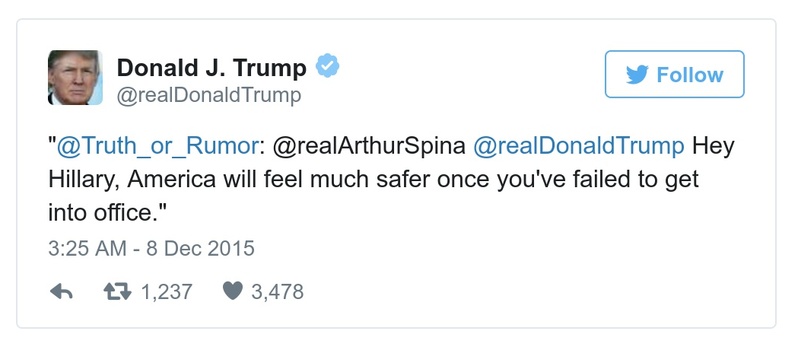 Donald J. Trump
@realDonaldTrump
Follow
"@Truth_or_Rumor: @realArthurSpina @realDonaldTrump Hey
Hillary, America will feel much safer once you've failed to get
into office."
3:25 AM - 8 Dec 2015
1,237 3,478